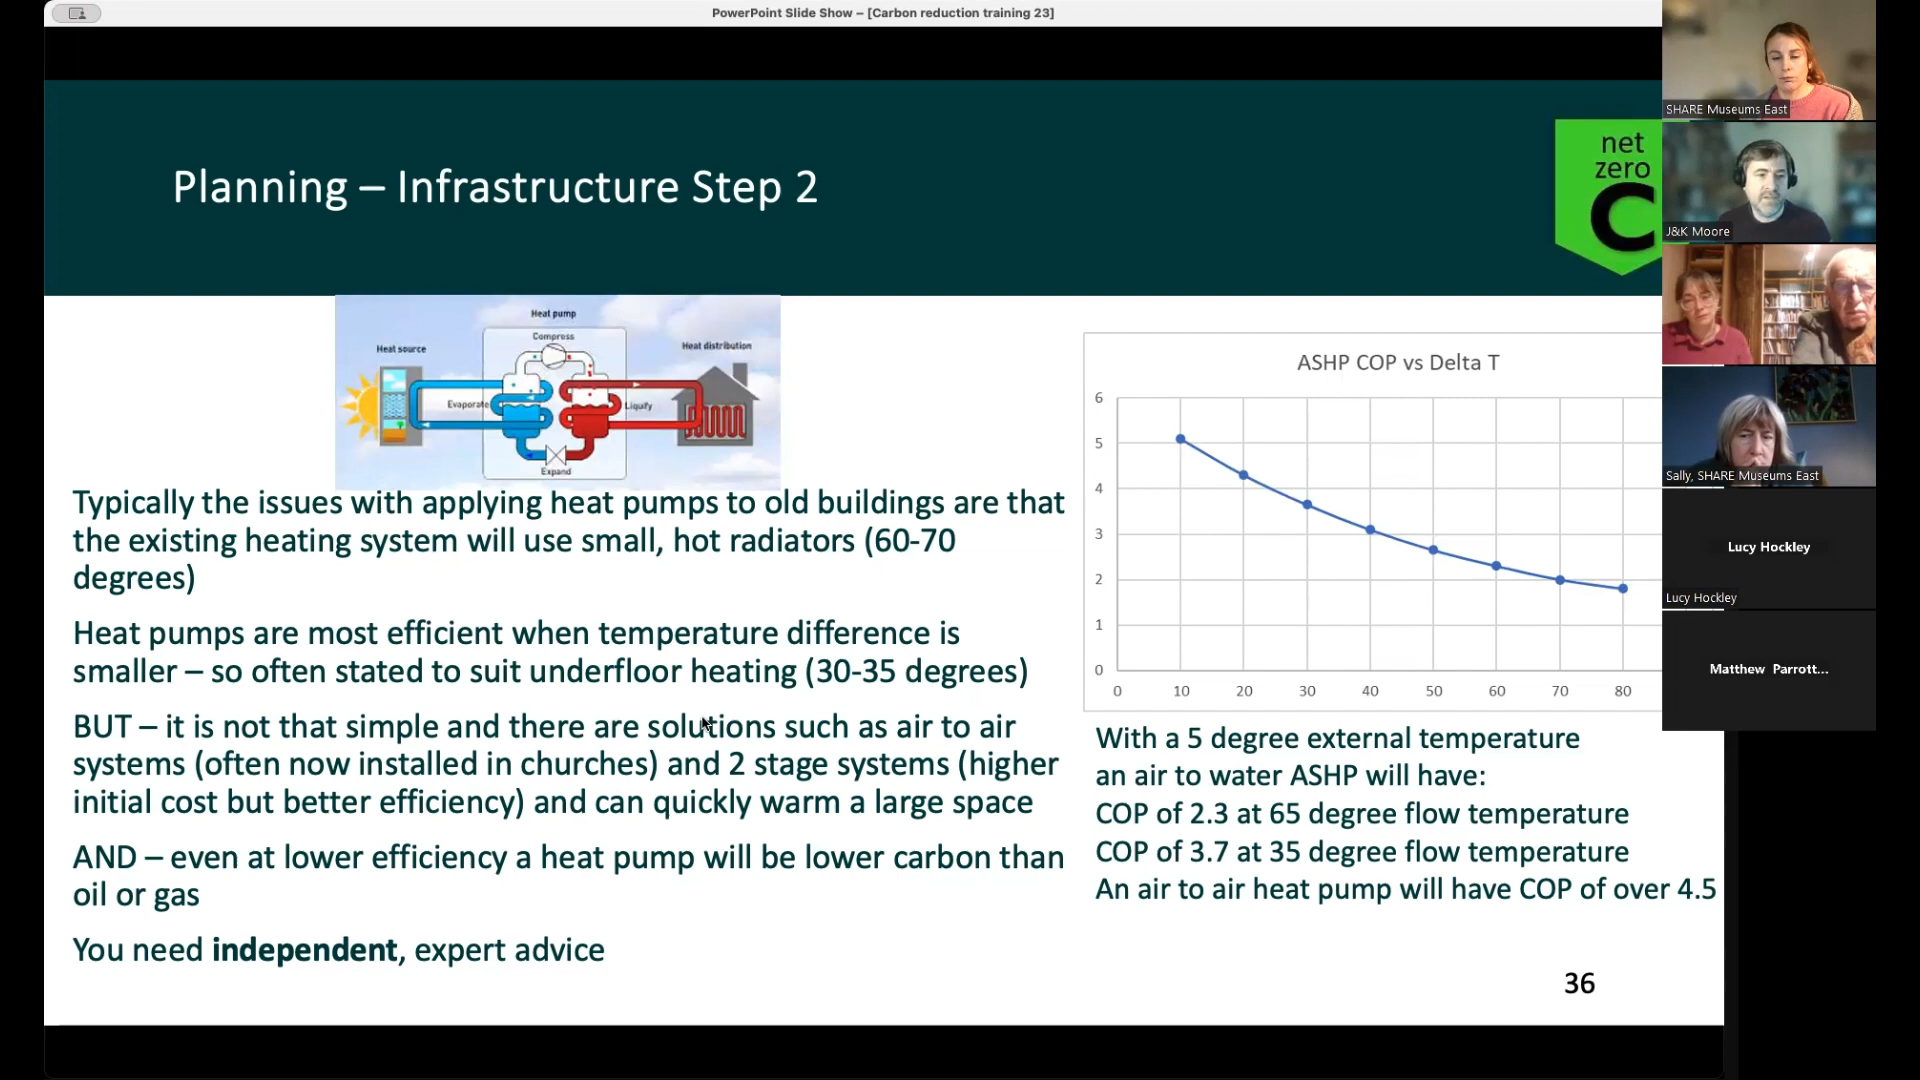 PowerPoint Slide Show – [Carbon reduction training 23]
Planning – Infrastructure Step 2
net
zero
C
Heat pump
Compress
Heat source
Heat distribution
Evaporate
Liquify
Expand
Typically the issues with applying heat pumps to old buildings are that
the existing heating system will use small, hot radiators (60-70
degrees)
Heat pumps are most efficient when temperature difference is
smaller – so often stated to suit underfloor heating (30-35 degrees)
BUT – it is not that simple and there are solutions such as air to air
systems (often now installed in churches) and 2 stage systems (higher
initial cost but better efficiency) and can quickly warm a large space
AND – even at lower efficiency a heat pump will be lower carbon than
oil or gas
You need independent, expert advice
ASHP COP vs Delta T
6
5
4
3
2
1
0
0 10 20 30 40 50 60 70 80
With a 5 degree external temperature
an air to water ASHP will have:
COP of 2.3 at 65 degree flow temperature
COP of 3.7 at 35 degree flow temperature
An air to air heat pump will have COP of over 4.5
36
SHARE Museums East
J&K Moore
Sally, SHARE Museums East
Lucy Hockley
Lucy Hockley
Matthew Parrott...